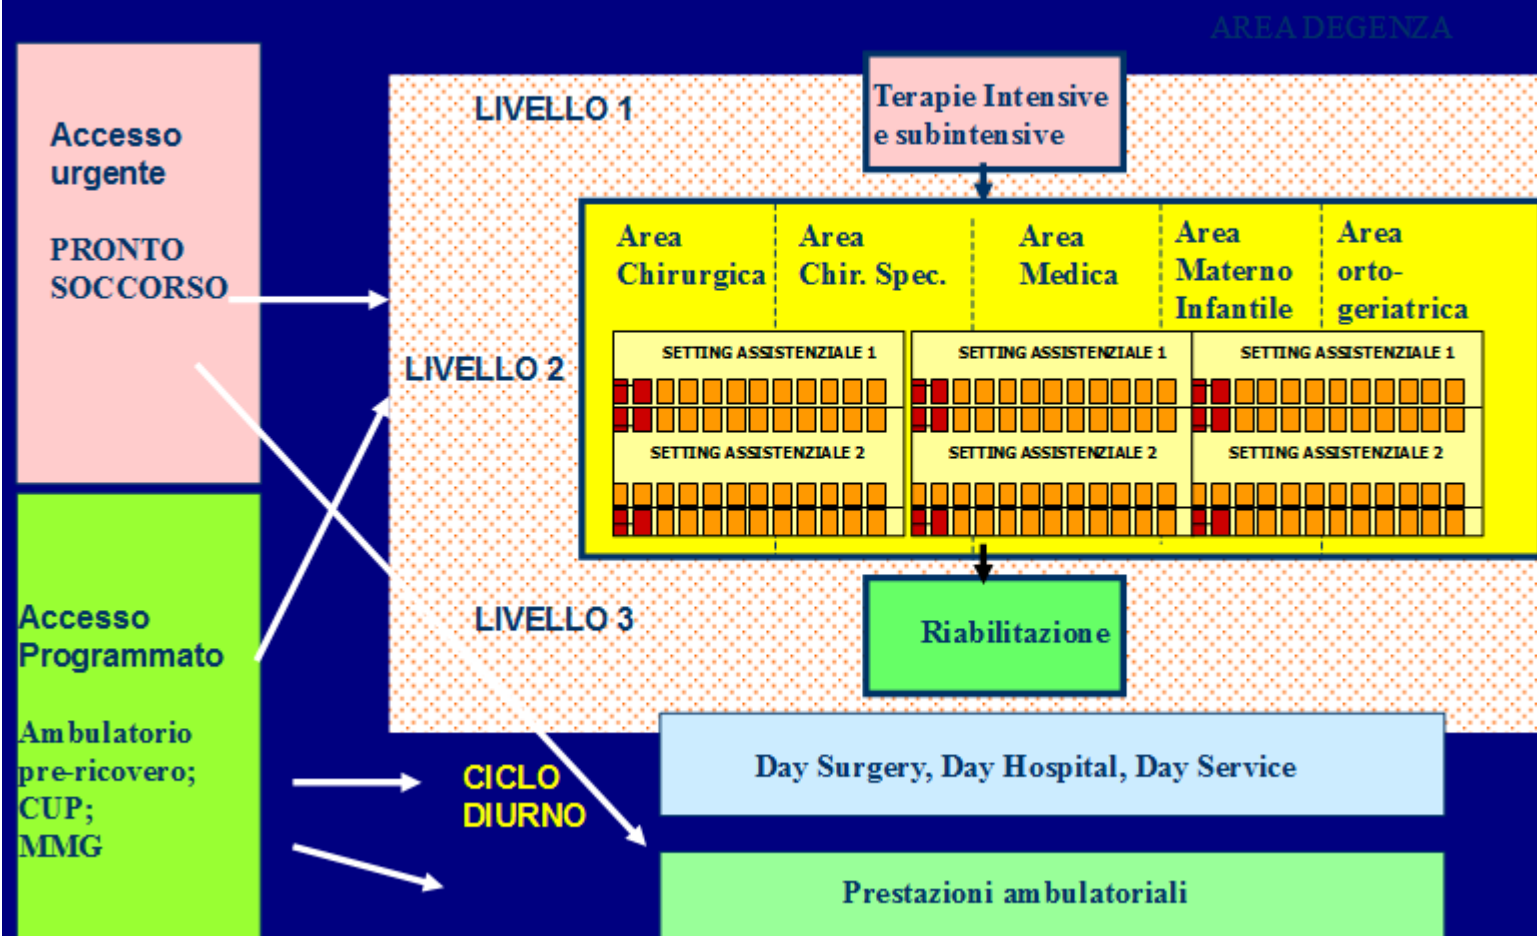 AREA DEGENZA
Accesso
urgente
PRONTO
SOCCORSO
Accesso
Programmato
Ambulatorio
pre-ricovero;
CUP;
MMG
LIVELLO 1
Terapie Intensive
e subintensive
LIVELLO 2
Area
Chirurgica
Area
Chir. Spec.
Area
Medica
Area
Materno
Infantile
Area
orto-
geriatrica
SETTING ASSISTENZIALE 1
SETTING ASSISTENZIALE 1
SETTING ASSISTENZIALE 1
SETTING ASSISTENZIALE 2
SETTING ASSISTENZIALE 2
SETTING ASSISTENZIALE 2
LIVELLO 3
Riabilitazione
CICLO
DIURNO
Day Surgery, Day Hospital, Day Service
Prestazioni ambulatoriali